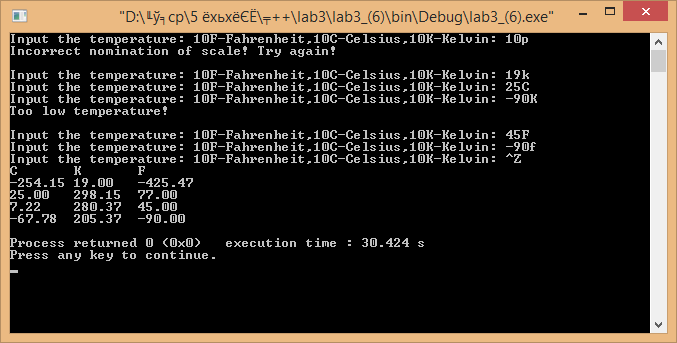 "D:\╙ў╕ср\5 ёхьхёЄЁ\╤++\lab3\lab3_(6)\bin\Debug\lab3_(6).exe"
Input the temperature: 10F-Fahrenheit,10C-Celsius,10K-Kelvin: 10p
Incorrect nomination of scale! Try again!
Input the temperature: 10F-Fahrenheit,10C-Celsius,10K-Kelvin: 19k
Input the temperature: 10F-Fahrenheit,10C-Celsius,10K-Kelvin: 25C
Input the temperature: 10F-Fahrenheit,10C-Celsius,10K-Kelvin: -90K
Too low temperature!
Input the temperature: 10F-Fahrenheit,10C-Celsius,10K-Kelvin: 45F
Input the temperature: 10F-Fahrenheit,10C-Celsius,10K-Kelvin: -90f
Input the temperature: 10F-Fahrenheit,10C-Celsius,10K-Kelvin: ^Z
C K F
-254.15 19.00 -425.47
25.00 298.15 77.00
7.22 280.37 45.00
-67.78 205.37 -90.00
Process returned 0 (0x0) execution time : 30.424 s
Press any key to continue.